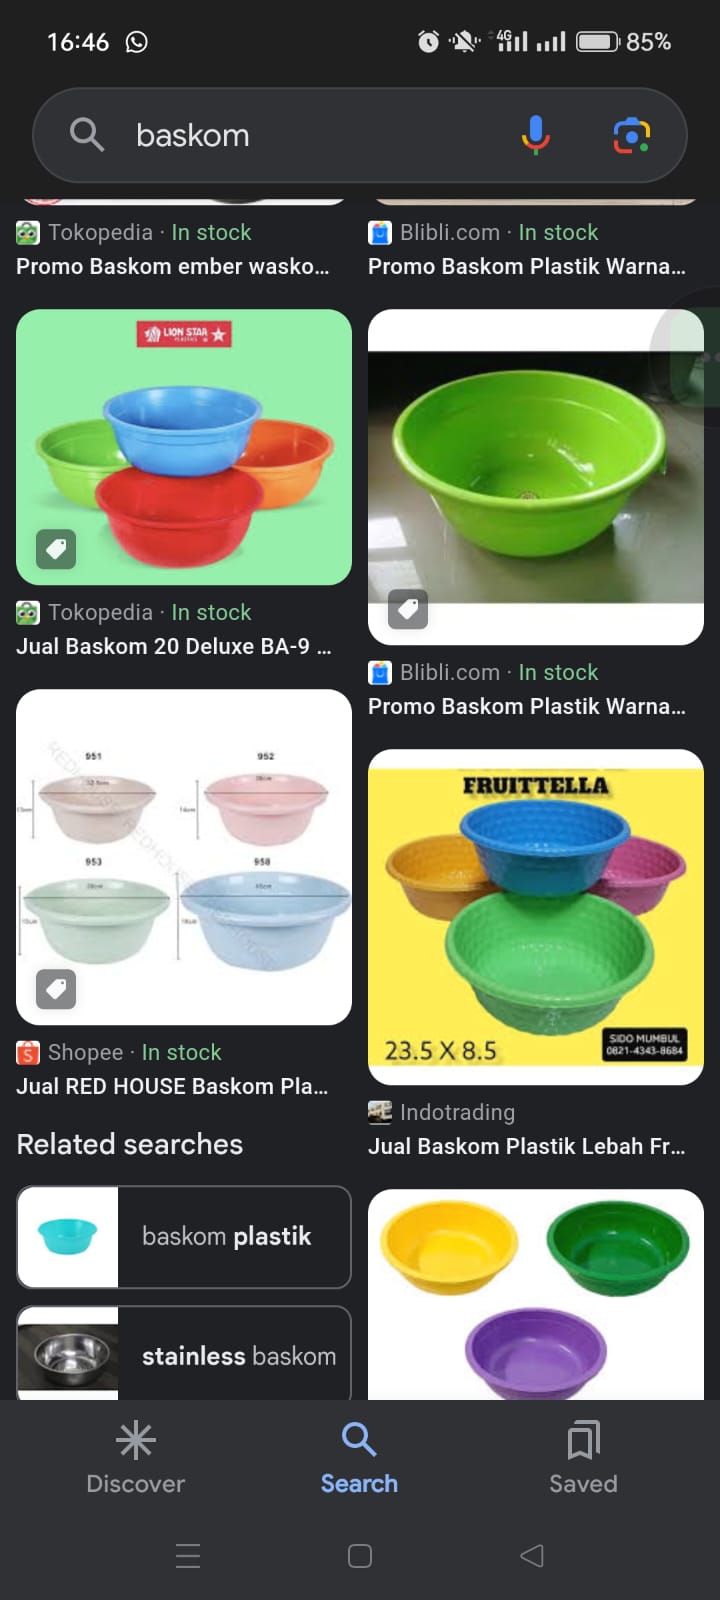 16:46
4G
85%
baskom
Tokopedia · In stock
Promo Baskom ember wasko...
Blibli.com · In stock
Promo Baskom Plastik Warna...
LION STAR
PLASTICS
Tokopedia · In stock
Jual Baskom 20 Deluxe BA-9 ...
Blibli.com · In stock
Promo Baskom Plastik Warna...
951
952
953
958
REDHOUSE
Shopee · In stock
Jual RED HOUSE Baskom Pla...
FRUITTELLA
23.5 X 8.5
SIDO MUMBUL
0821-4343-8684
Indotrading
Jual Baskom Plastik Lebah Fr...
Related searches
baskom plastik
stainless baskom
Discover
Search
Saved